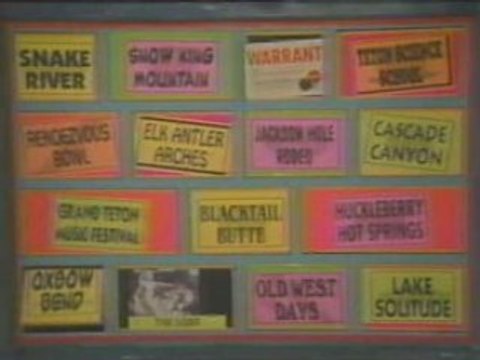 SNAKE
RIVER
SNOW KING
MOUNTAIN
WARRANT
TETON SCIENCE
SCHOOL
RENDEZVOUS
BOWL
ELK ANTLER
ARCHES
JACKSON HOLE
RODEO
CASCADE
CANYON
GRAND TETON
MUSIC FESTIVAL
BLACKTAIL
BUTTE
HUCKLEBERRY
HOT SPRINGS
OXBOW
BEND
OLD WEST
DAYS
LAKE
SOLITUDE